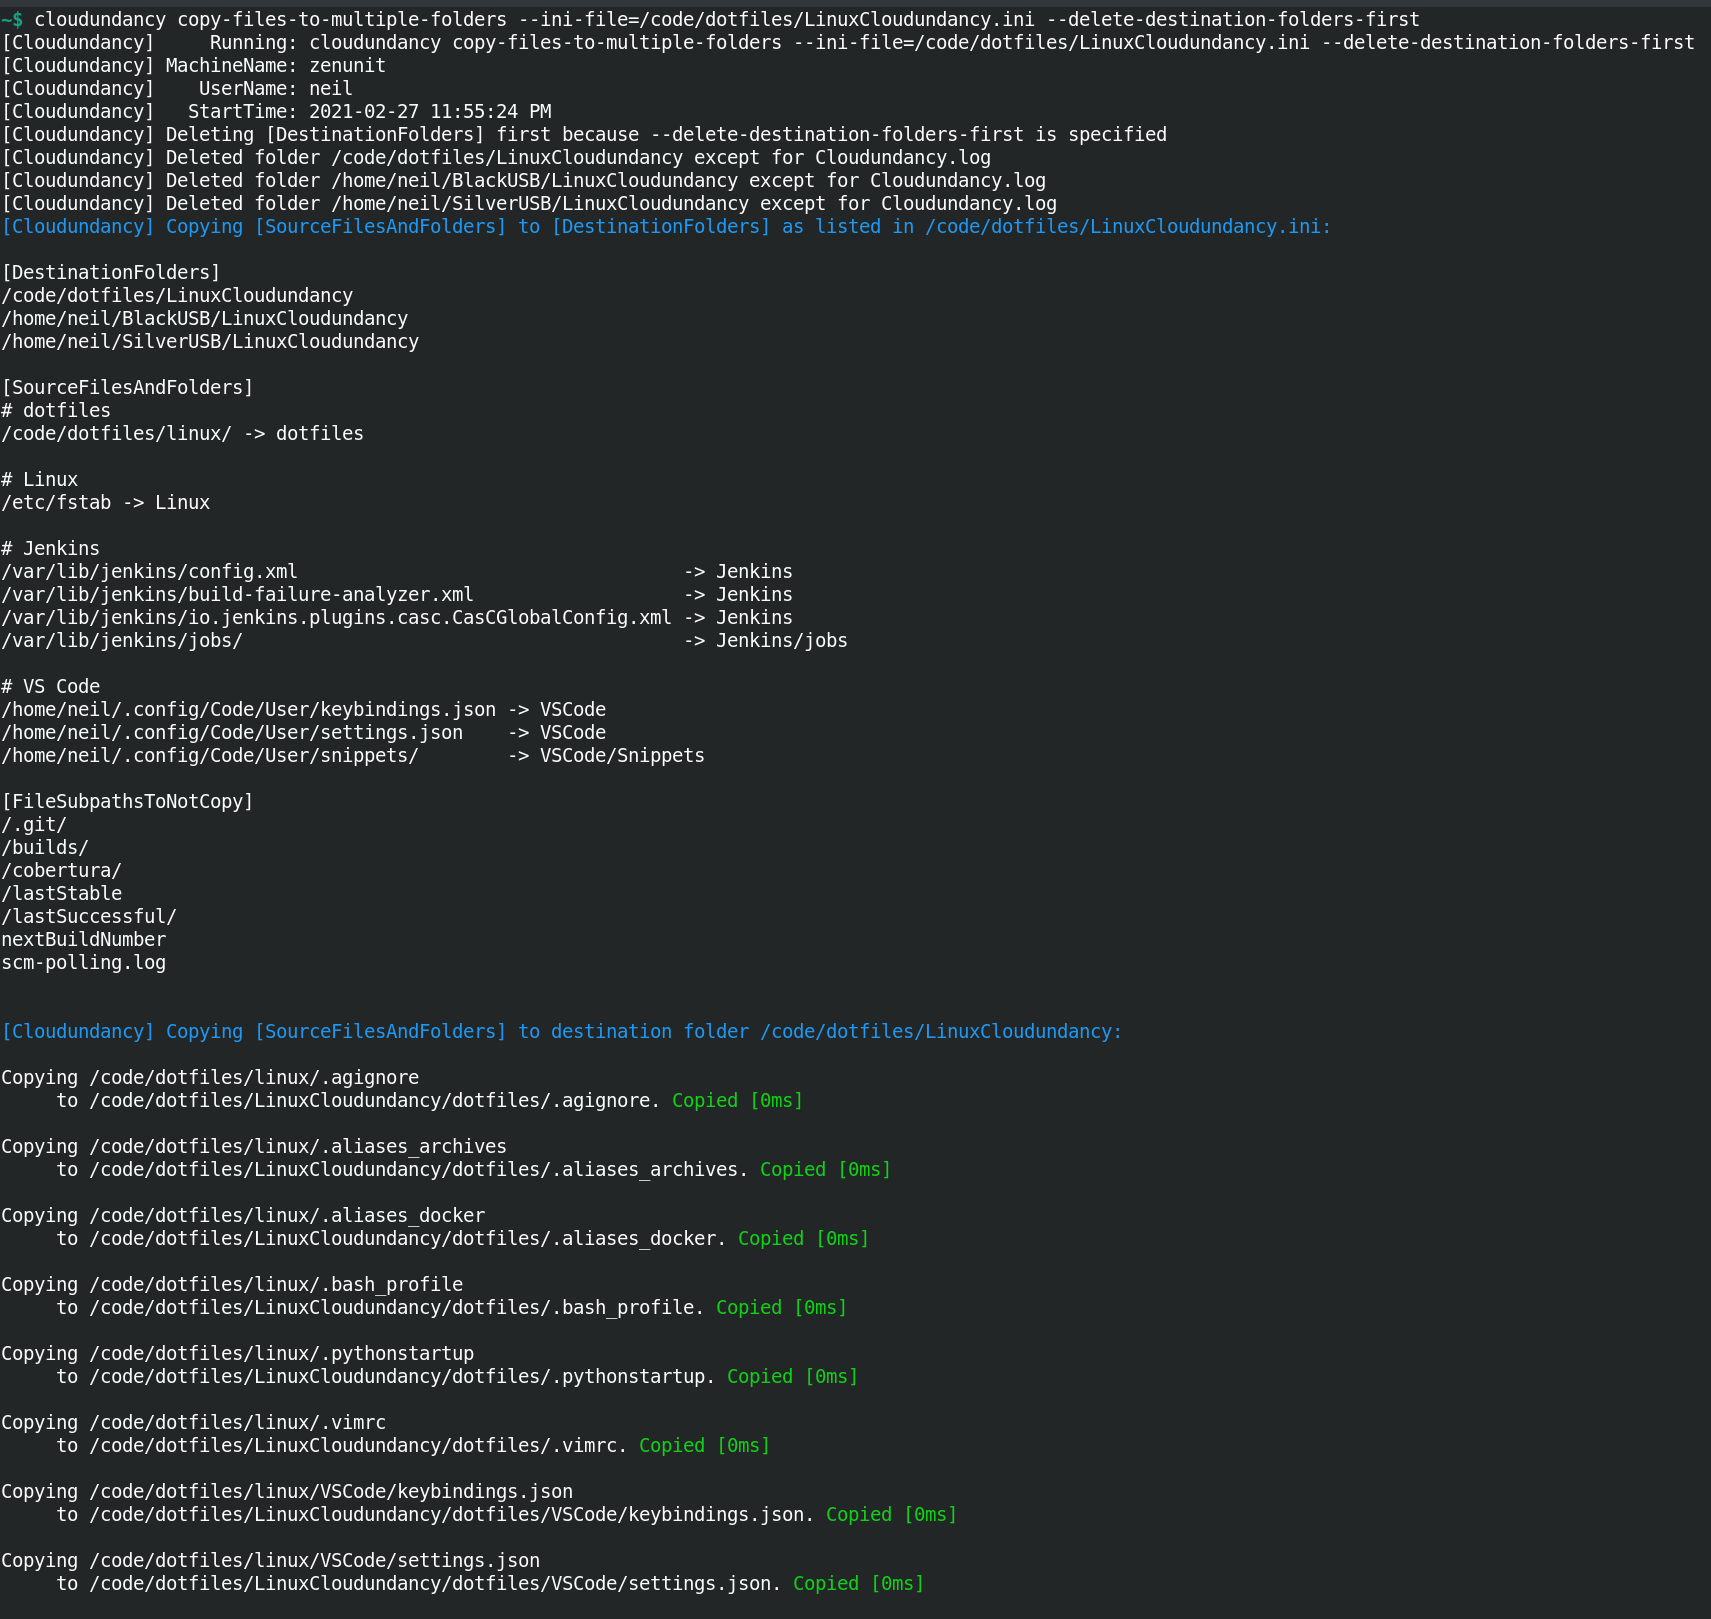 ~$ cloudundancy copy-files-to-multiple-folders --ini-file=/code/dotfiles/LinuxCloudundancy.ini --delete-destination-folders-first
[Cloudundancy]     Running: cloudundancy copy-files-to-multiple-folders --ini-file=/code/dotfiles/LinuxCloudundancy.ini --delete-destination-folders-first
[Cloudundancy] MachineName: zenunit
[Cloudundancy]    UserName: neil
[Cloudundancy]   StartTime: 2021-02-27 11:55:24 PM
[Cloudundancy] Deleting [DestinationFolders] first because --delete-destination-folders-first is specified
[Cloudundancy] Deleted folder /code/dotfiles/LinuxCloudundancy except for Cloudundancy.log
[Cloudundancy] Deleted folder /home/neil/BlackUSB/LinuxCloudundancy except for Cloudundancy.log
[Cloudundancy] Deleted folder /home/neil/SilverUSB/LinuxCloudundancy except for Cloudundancy.log
[Cloudundancy] Copying [SourceFilesAndFolders] to [DestinationFolders] as listed in /code/dotfiles/LinuxCloudundancy.ini:

[DestinationFolders]
/code/dotfiles/LinuxCloudundancy
/home/neil/BlackUSB/LinuxCloudundancy
/home/neil/SilverUSB/LinuxCloudundancy

[SourceFilesAndFolders]
# dotfiles
/code/dotfiles/linux/ -> dotfiles

# Linux
/etc/fstab -> Linux

# Jenkins
/var/lib/jenkins/config.xml                                   -> Jenkins
/var/lib/jenkins/build-failure-analyzer.xml                   -> Jenkins
/var/lib/jenkins/io.jenkins.plugins.casc.CasCGlobalConfig.xml -> Jenkins
/var/lib/jenkins/jobs/                                        -> Jenkins/jobs

# VS Code
/home/neil/.config/Code/User/keybindings.json -> VSCode
/home/neil/.config/Code/User/settings.json    -> VSCode
/home/neil/.config/Code/User/snippets/        -> VSCode/Snippets

[FileSubpathsToNotCopy]
/.git/
/builds/
/cobertura/
/lastStable
/lastSuccessful/
nextBuildNumber
scm-polling.log

[Cloudundancy] Copying [SourceFilesAndFolders] to destination folder /code/dotfiles/LinuxCloudundancy:

Copying /code/dotfiles/linux/.agignore
     to /code/dotfiles/LinuxCloudundancy/dotfiles/.agignore. Copied [0ms]

Copying /code/dotfiles/linux/.aliases_archives
     to /code/dotfiles/LinuxCloudundancy/dotfiles/.aliases_archives. Copied [0ms]

Copying /code/dotfiles/linux/.aliases_docker
     to /code/dotfiles/LinuxCloudundancy/dotfiles/.aliases_docker. Copied [0ms]

Copying /code/dotfiles/linux/.bash_profile
     to /code/dotfiles/LinuxCloudundancy/dotfiles/.bash_profile. Copied [0ms]

Copying /code/dotfiles/linux/.pythonstartup
     to /code/dotfiles/LinuxCloudundancy/dotfiles/.pythonstartup. Copied [0ms]

Copying /code/dotfiles/linux/.vimrc
     to /code/dotfiles/LinuxCloudundancy/dotfiles/.vimrc. Copied [0ms]

Copying /code/dotfiles/linux/VSCode/keybindings.json
     to /code/dotfiles/LinuxCloudundancy/dotfiles/VSCode/keybindings.json. Copied [0ms]

Copying /code/dotfiles/linux/VSCode/settings.json
     to /code/dotfiles/LinuxCloudundancy/dotfiles/VSCode/settings.json. Copied [0ms]